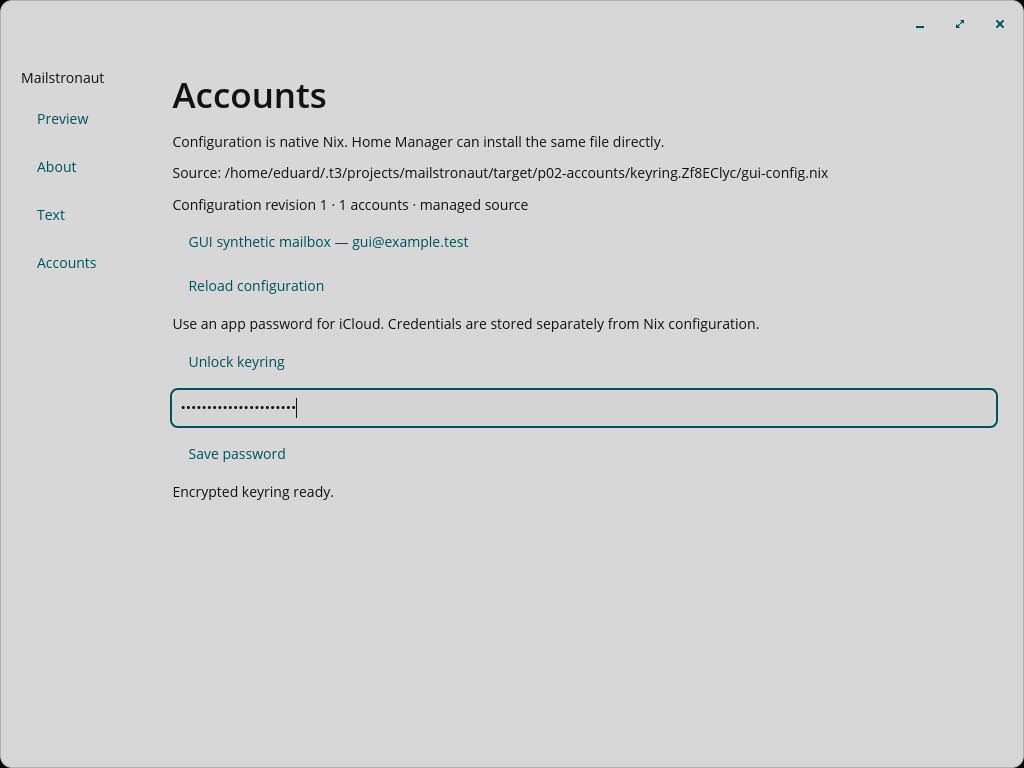 Mailstronaut
Preview
About
Text
Accounts
Accounts
Configuration is native Nix. Home Manager can install the same file directly.
Source: /home/eduard/.t3/projects/mailstronaut/target/p02-accounts/keyring.Zf8EClyc/gui-config.nix
Configuration revision 1 · 1 accounts · managed source
GUI synthetic mailbox — gui@example.test
Reload configuration
Use an app password for iCloud. Credentials are stored separately from Nix configuration.
Unlock keyring
••••••••••••••••••••••
Save password
Encrypted keyring ready.